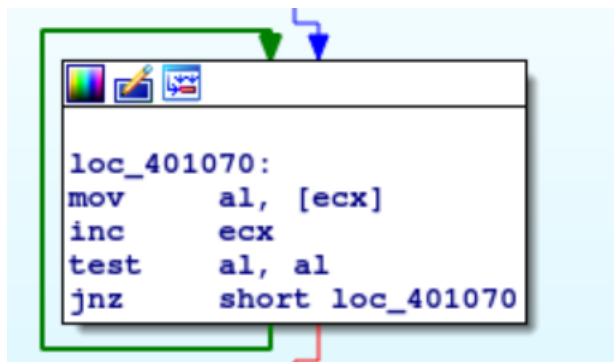 loc_401070:
mov al, [ecx]
inc ecx
test al, al
jnz short loc_401070